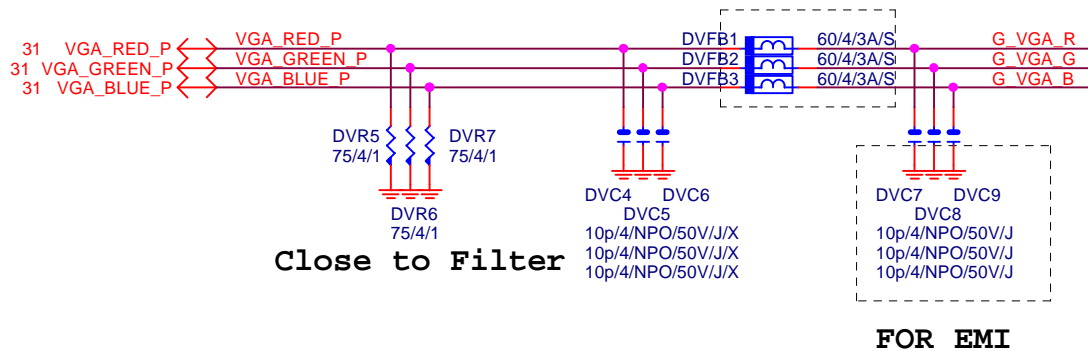 31 VGA_RED_P VGA_RED_P DVFB1 60/4/3A/S G_VGA_R
31 VGA_GREEN_P VGA_GREEN_P DVFB2 60/4/3A/S G_VGA_G
31 VGA_BLUE_P VGA_BLUE_P DVFB3 60/4/3A/S G_VGA_B
DVR5 DVR7
75/4/1 75/4/1
DVR6
75/4/1
Close to Filter
DVC4 DVC6
DVC5
10p/4/NPO/50V/J/X
10p/4/NPO/50V/J/X
10p/4/NPO/50V/J/X
DVC7 DVC9
DVC8
10p/4/NPO/50V/J
10p/4/NPO/50V/J
10p/4/NPO/50V/J
FOR EMI